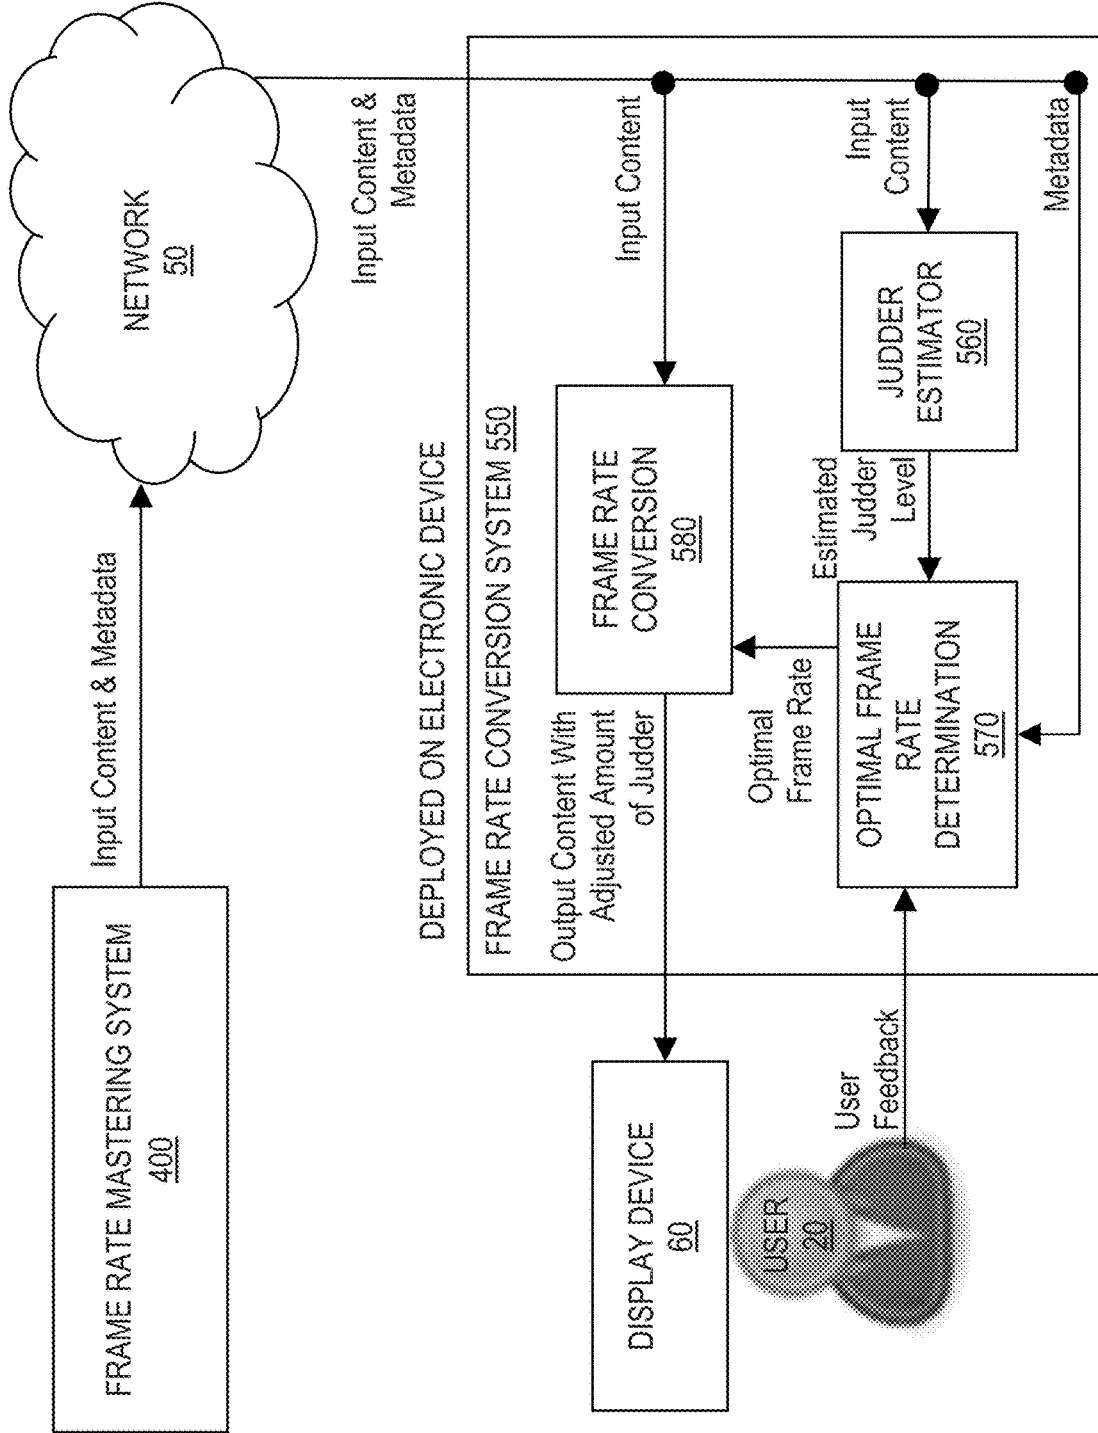 FRAME RATE MASTERING SYSTEM
400
Input Content & Metadata
NETWORK
50
Input Content &
Metadata
DEPLOYED ON ELECTRONIC DEVICE
FRAME RATE CONVERSION SYSTEM 550
Input Content
Input
Content
Metadata
FRAME RATE
CONVERSION
580
JUDDER
ESTIMATOR
560
Estimated
Judder
Level
OPTIMAL FRAME
RATE
DETERMINATION
570
Optimal
Frame Rate
Output Content With
Adjusted Amount
of Judder
DISPLAY DEVICE
60
User
Feedback
USER
20